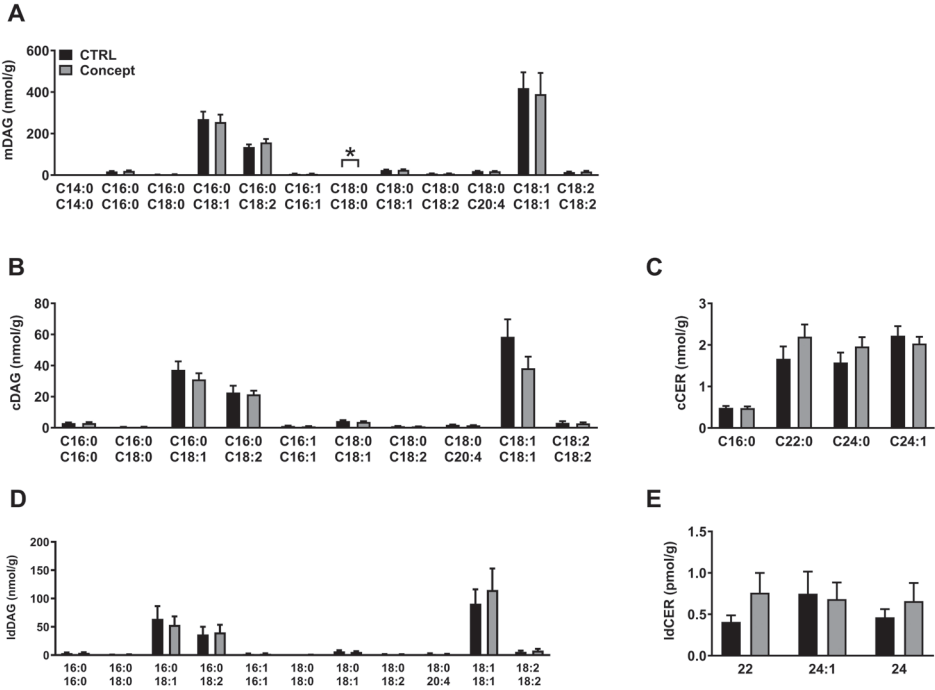 A
mDAG (nmol/g)
600
400
200
0
CTRL
Concept
*
C14:0 C16:0 C16:0 C16:0 C16:0 C16:1 C18:0 C18:0 C18:0 C18:0 C18:1 C18:2
C14:0 C16:0 C18:0 C18:1 C18:2 C16:1 C18:0 C18:1 C18:2 C20:4 C18:1 C18:2
B
cDAG (nmol/g)
80
60
40
20
0
C16:0 C16:0 C16:0 C16:0 C16:1 C18:0 C18:0 C18:0 C18:1 C18:2
C16:0 C18:0 C18:1 C18:2 C16:1 C18:1 C18:2 C20:4 C18:1 C18:2
C
cCER (nmol/g)
3
2
1
0
C16:0 C22:0 C24:0 C24:1
D
ldDAG (nmol/g)
200
150
100
50
0
16:0 16:0 16:0 16:0 16:1 18:0 18:0 18:0 18:0 18:1 18:2
16:0 18:0 18:1 18:2 16:1 18:0 18:1 18:2 20:4 18:1 18:2
E
ldCER (pmol/g)
1.5
1.0
0.5
0.0
22 24:1 24